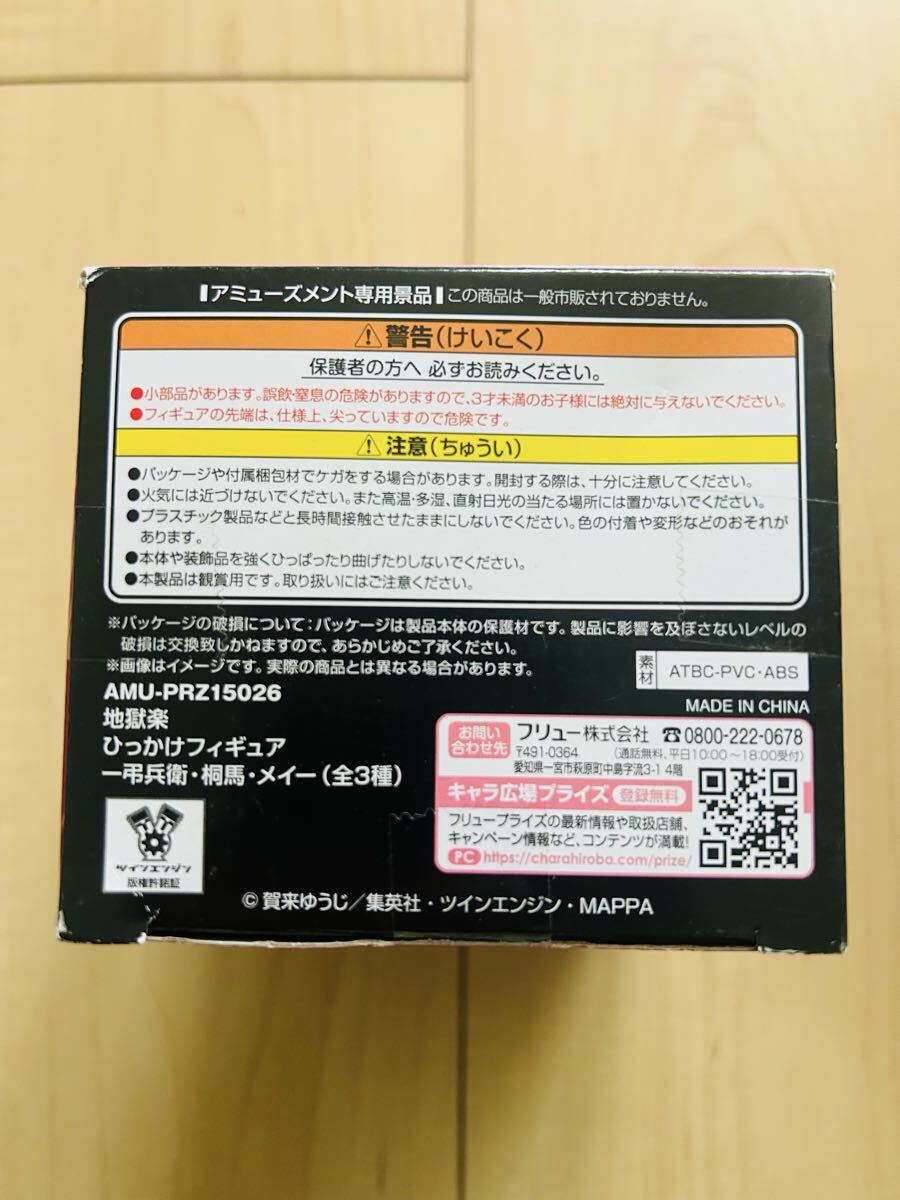 アミューズメント専用景品 この商品は一般市販されておりません。
⚠警告(けいこく)
保護者の方へ 必ずお読みください。
●小部品があります。誤飲・窒息の危険がありますので、3才未満のお子様には絶対に与えないでください。
●フィギュアの先端は、仕様上、尖っていますので危険です。
⚠注意(ちゅうい)
●パッケージや付属梱包材でケガをする場合があります。開封する際は、十分に注意してください。
●火気には近づけないでください。また高温・多湿、直射日光の当たる場所には置かないでください。
●プラスチック製品などと長時間接触させたままにしないでください。色の付着や変形などのおそれが
あります。
●本体や装飾品を強くひっぱったり曲げたりしないでください。
●本製品は観賞用です。取り扱いにはご注意ください。
※パッケージの破損について:パッケージは製品本体の保護材です。製品に影響を及ぼさないレベルの
破損は交換致しかねますので、あらかじめご了承ください。
※画像はイメージです。実際の商品とは異なる場合があります。
素材 ATBC-PVC・ABS
AMU-PRZ15026
MADE IN CHINA
地獄楽
ひっかけフィギュア
一弔兵衛・桐馬・メイー(全3種)
お問い合わせ先 フリュー株式会社 ☎0800-222-0678
〒491-0364 (通話無料、平日10:00～18:00受付)
愛知県一宮市萩原町中島字流3-1 4階
キャラ広場プライズ 登録無料
フリュープライズの最新情報や取扱店舗、
キャンペーン情報など、コンテンツが満載!
PC https://charahiroba.com/prize/
ツインエンジン
版権許諾証
©賀来ゆうじ/集英社・ツインエンジン・MAPPA